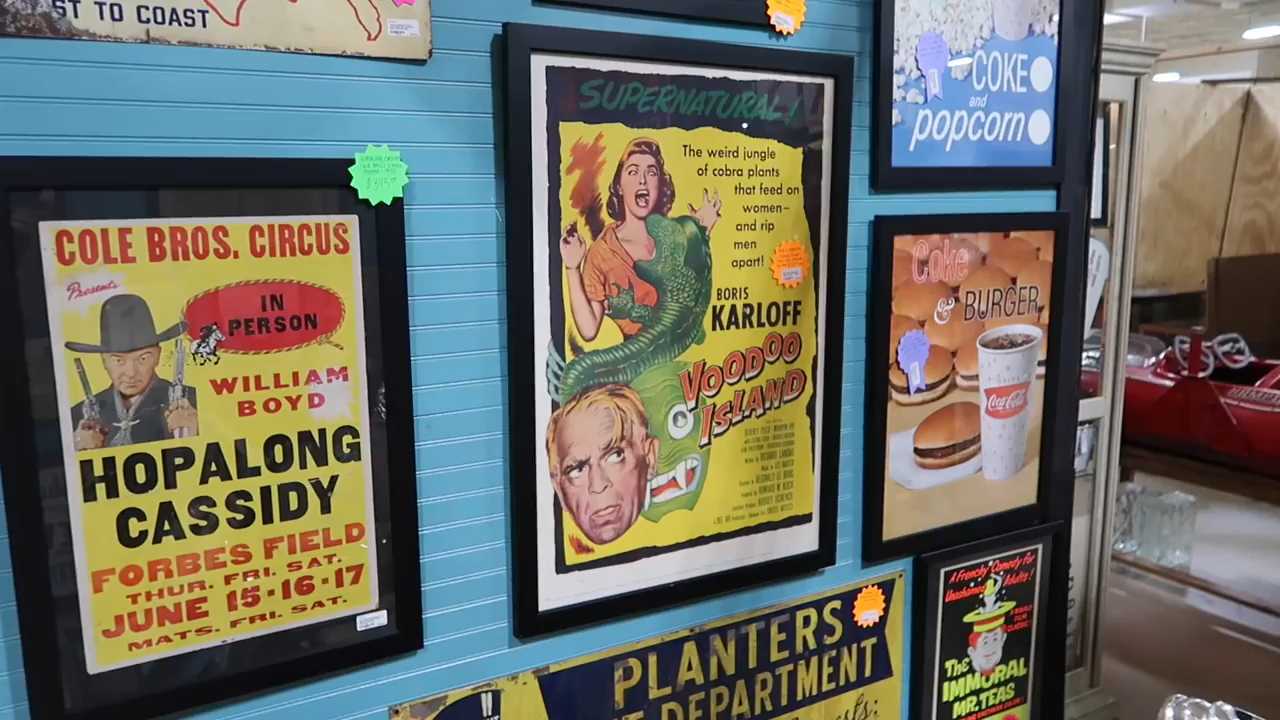 ST TO COAST
COLE BROS. CIRCUS
Presents
IN
PERSON
WILLIAM
BOYD
HOPALONG
CASSIDY
FORBES FIELD
THUR. FRI. SAT.
JUNE 15·16·17
MATS. FRI. SAT.
SUPERNATURAL!
The weird jungle
of cobra plants
that feed on
women—
and rip
men
apart!
BORIS
KARLOFF
VOODOO
ISLAND
PLANTERS
DEPARTMENT
COKE
and
popcorn
Coke
& BURGER
Coca-Cola
A Frenchy Comedy for
Unashamed Adults!
The
IMMORAL
MR. TEAS